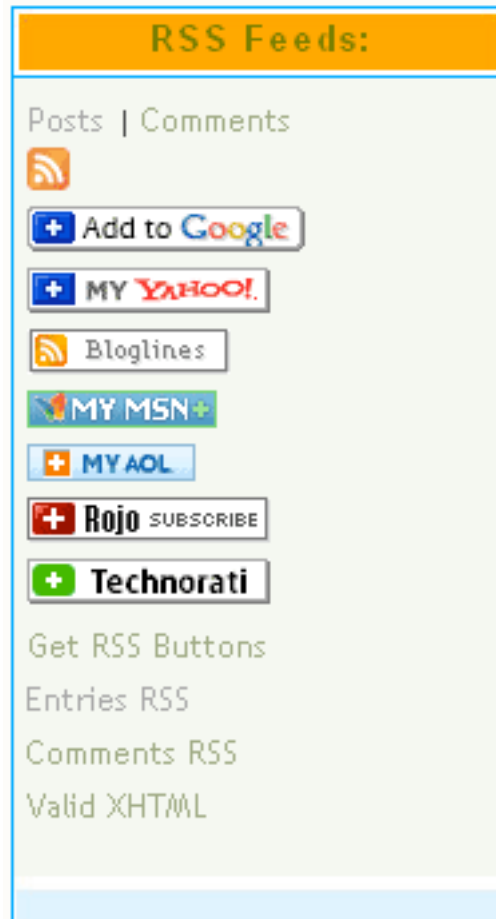 RSS Feeds:
Posts | Comments
Add to Google
MY YAHOO!.
Bloglines
MY MSN+
MY AOL
Rojo SUBSCRIBE
Technorati
Get RSS Buttons
Entries RSS
Comments RSS
Valid XHTML